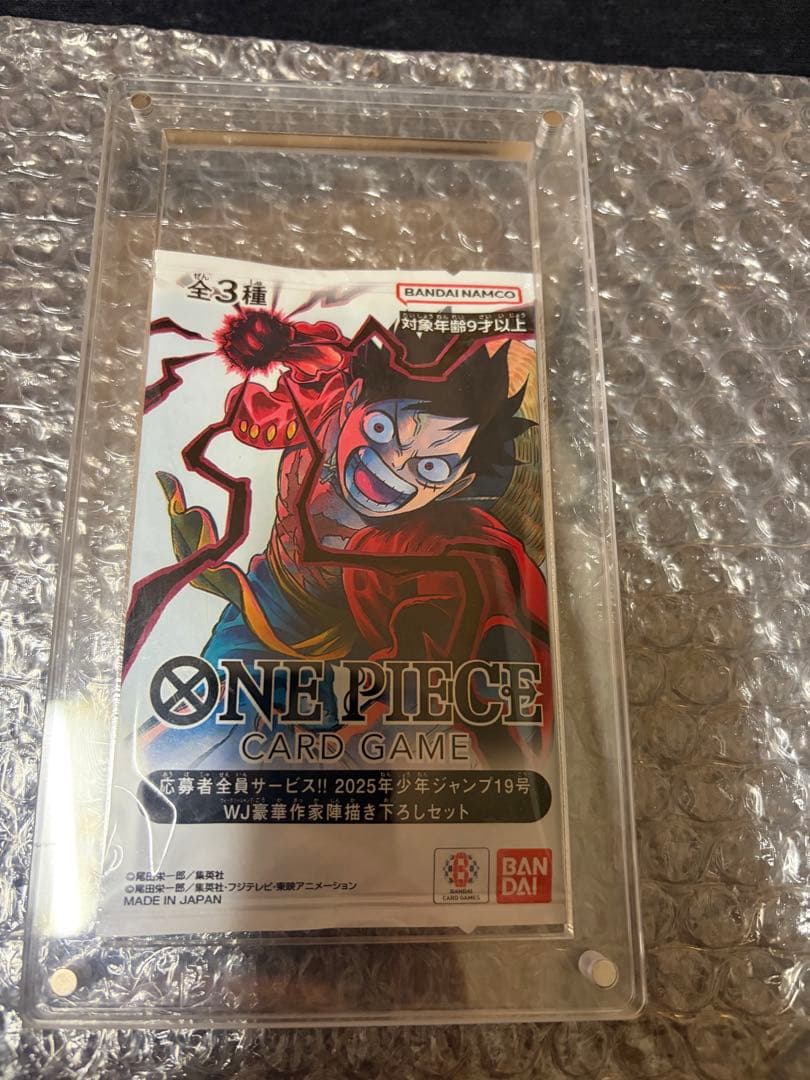 全3種
BANDAI NAMCO
対象年齢9才以上
ONE PIECE
CARD GAME
応募者全員サービス!! 2025年少年ジャンプ19号
WJ豪華作家陣描き下ろしセット
©尾田栄一郎/集英社
©尾田栄一郎/集英社・フジテレビ・東映アニメーション
MADE IN JAPAN
BANDAI
CARD GAMES
BAN
DAI